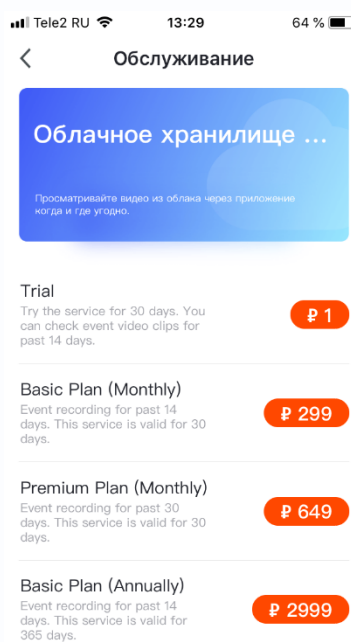 Tele2 RU 13:29 64 %
Обслуживание
Облачное хранилище ...
Просматривайте видео из облака через приложение
когда и где угодно.
Trial
Try the service for 30 days. You
can check event video clips for
past 14 days.
₽ 1
Basic Plan (Monthly)
Event recording for past 14
days. This service is valid for 30
days.
₽ 299
Premium Plan (Monthly)
Event recording for past 30
days. This service is valid for 30
days.
₽ 649
Basic Plan (Annually)
Event recording for past 14
days. This service is valid for
365 days.
₽ 2999